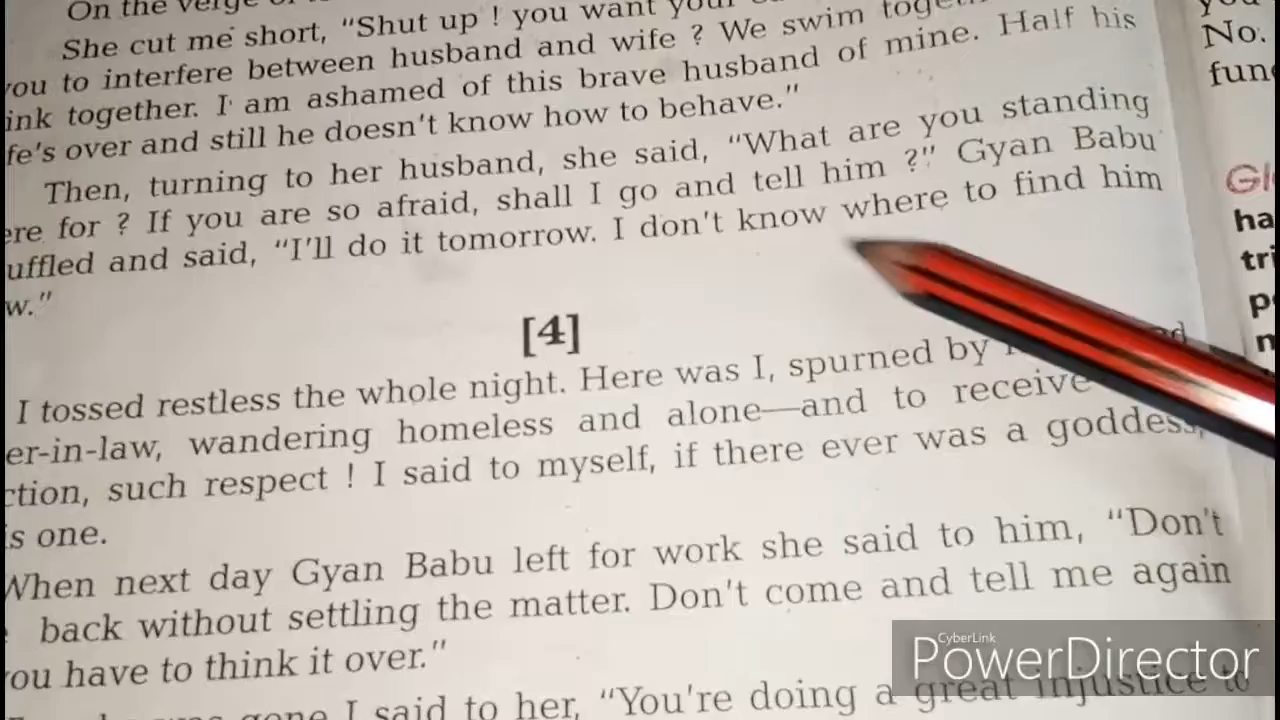 On the verge
She cut me short, "Shut up ! you want your
you to interfere between husband and wife ? We swim
ink together. I am ashamed of this brave husband of mine. Half his
fe's over and still he doesn't know how to behave."
Then, turning to her husband, she said, "What are you standing
ere for ? If you are so afraid, shall I go and tell him ?" Gyan Babu
uffled and said, "I'll do it tomorrow. I don't know where to find him
w."
[4]
I tossed restless the whole night. Here was I, spurned by
er-in-law, wandering homeless and alone—and to receive
ction, such respect ! I said to myself, if there ever was a goddess,
s one.
When next day Gyan Babu left for work she said to him, "Don't
back without settling the matter. Don't come and tell me again
you have to think it over."
gone I said to her, "You're doing a great injustice to
No.
fun
Gl
ha
tri
p
CyberLink
PowerDirector